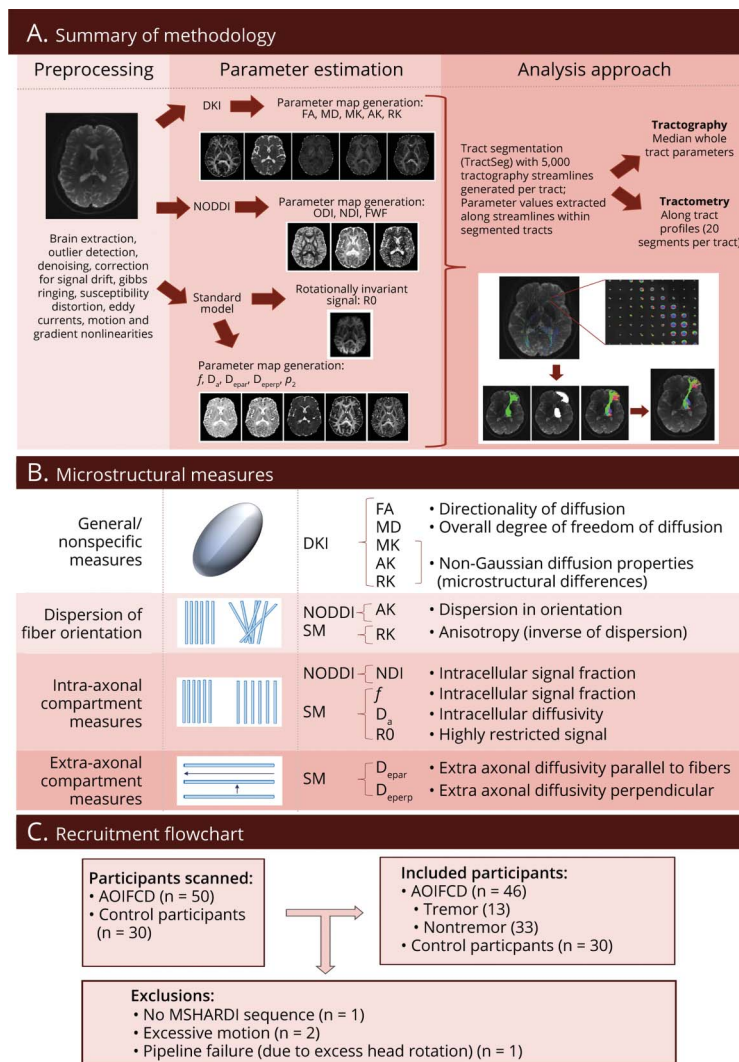 A. Summary of methodology
Preprocessing
Parameter estimation
Analysis approach
Brain extraction,
outlier detection,
denoising, correction
for signal drift, gibbs
ringing, susceptibility
distortion, eddy
currents, motion and
gradient nonlinearities
DKI
Parameter map generation:
FA, MD, MK, AK, RK
NODDI
Parameter map generation:
ODI, NDI, FWF
Standard
model
Rotationally invariant
signal: R0
Parameter map generation:
f, Da, Depar, Deperp, p2
Tract segmentation
(TractSeg) with 5,000
tractography streamlines
generated per tract;
Parameter values extracted
along streamlines within
segmented tracts
Tractography
Median whole
tract parameters
Tractometry
Along tract
profiles (20
segments per tract)
B. Microstructural measures
General/
nonspecific
measures
DKI
FA • Directionality of diffusion
MD • Overall degree of freedom of diffusion
MK
AK • Non-Gaussian diffusion properties
RK (microstructural differences)
Dispersion of
fiber orientation
NODDI AK • Dispersion in orientation
SM RK • Anisotropy (inverse of dispersion)
Intra-axonal
compartment
measures
NODDI NDI • Intracellular signal fraction
SM
f • Intracellular signal fraction
Da • Intracellular diffusivity
R0 • Highly restricted signal
Extra-axonal
compartment
measures
SM
Depar • Extra axonal diffusivity parallel to fibers
Deperp • Extra axonal diffusivity perpendicular
C. Recruitment flowchart
Participants scanned:
• AOIFCD (n = 50)
• Control participants
(n = 30)
Included participants:
• AOIFCD (n = 46)
• Tremor (13)
• Nontremor (33)
• Control particpants (n = 30)
Exclusions:
• No MSHARDI sequence (n = 1)
• Excessive motion (n = 2)
• Pipeline failure (due to excess head rotation) (n = 1)